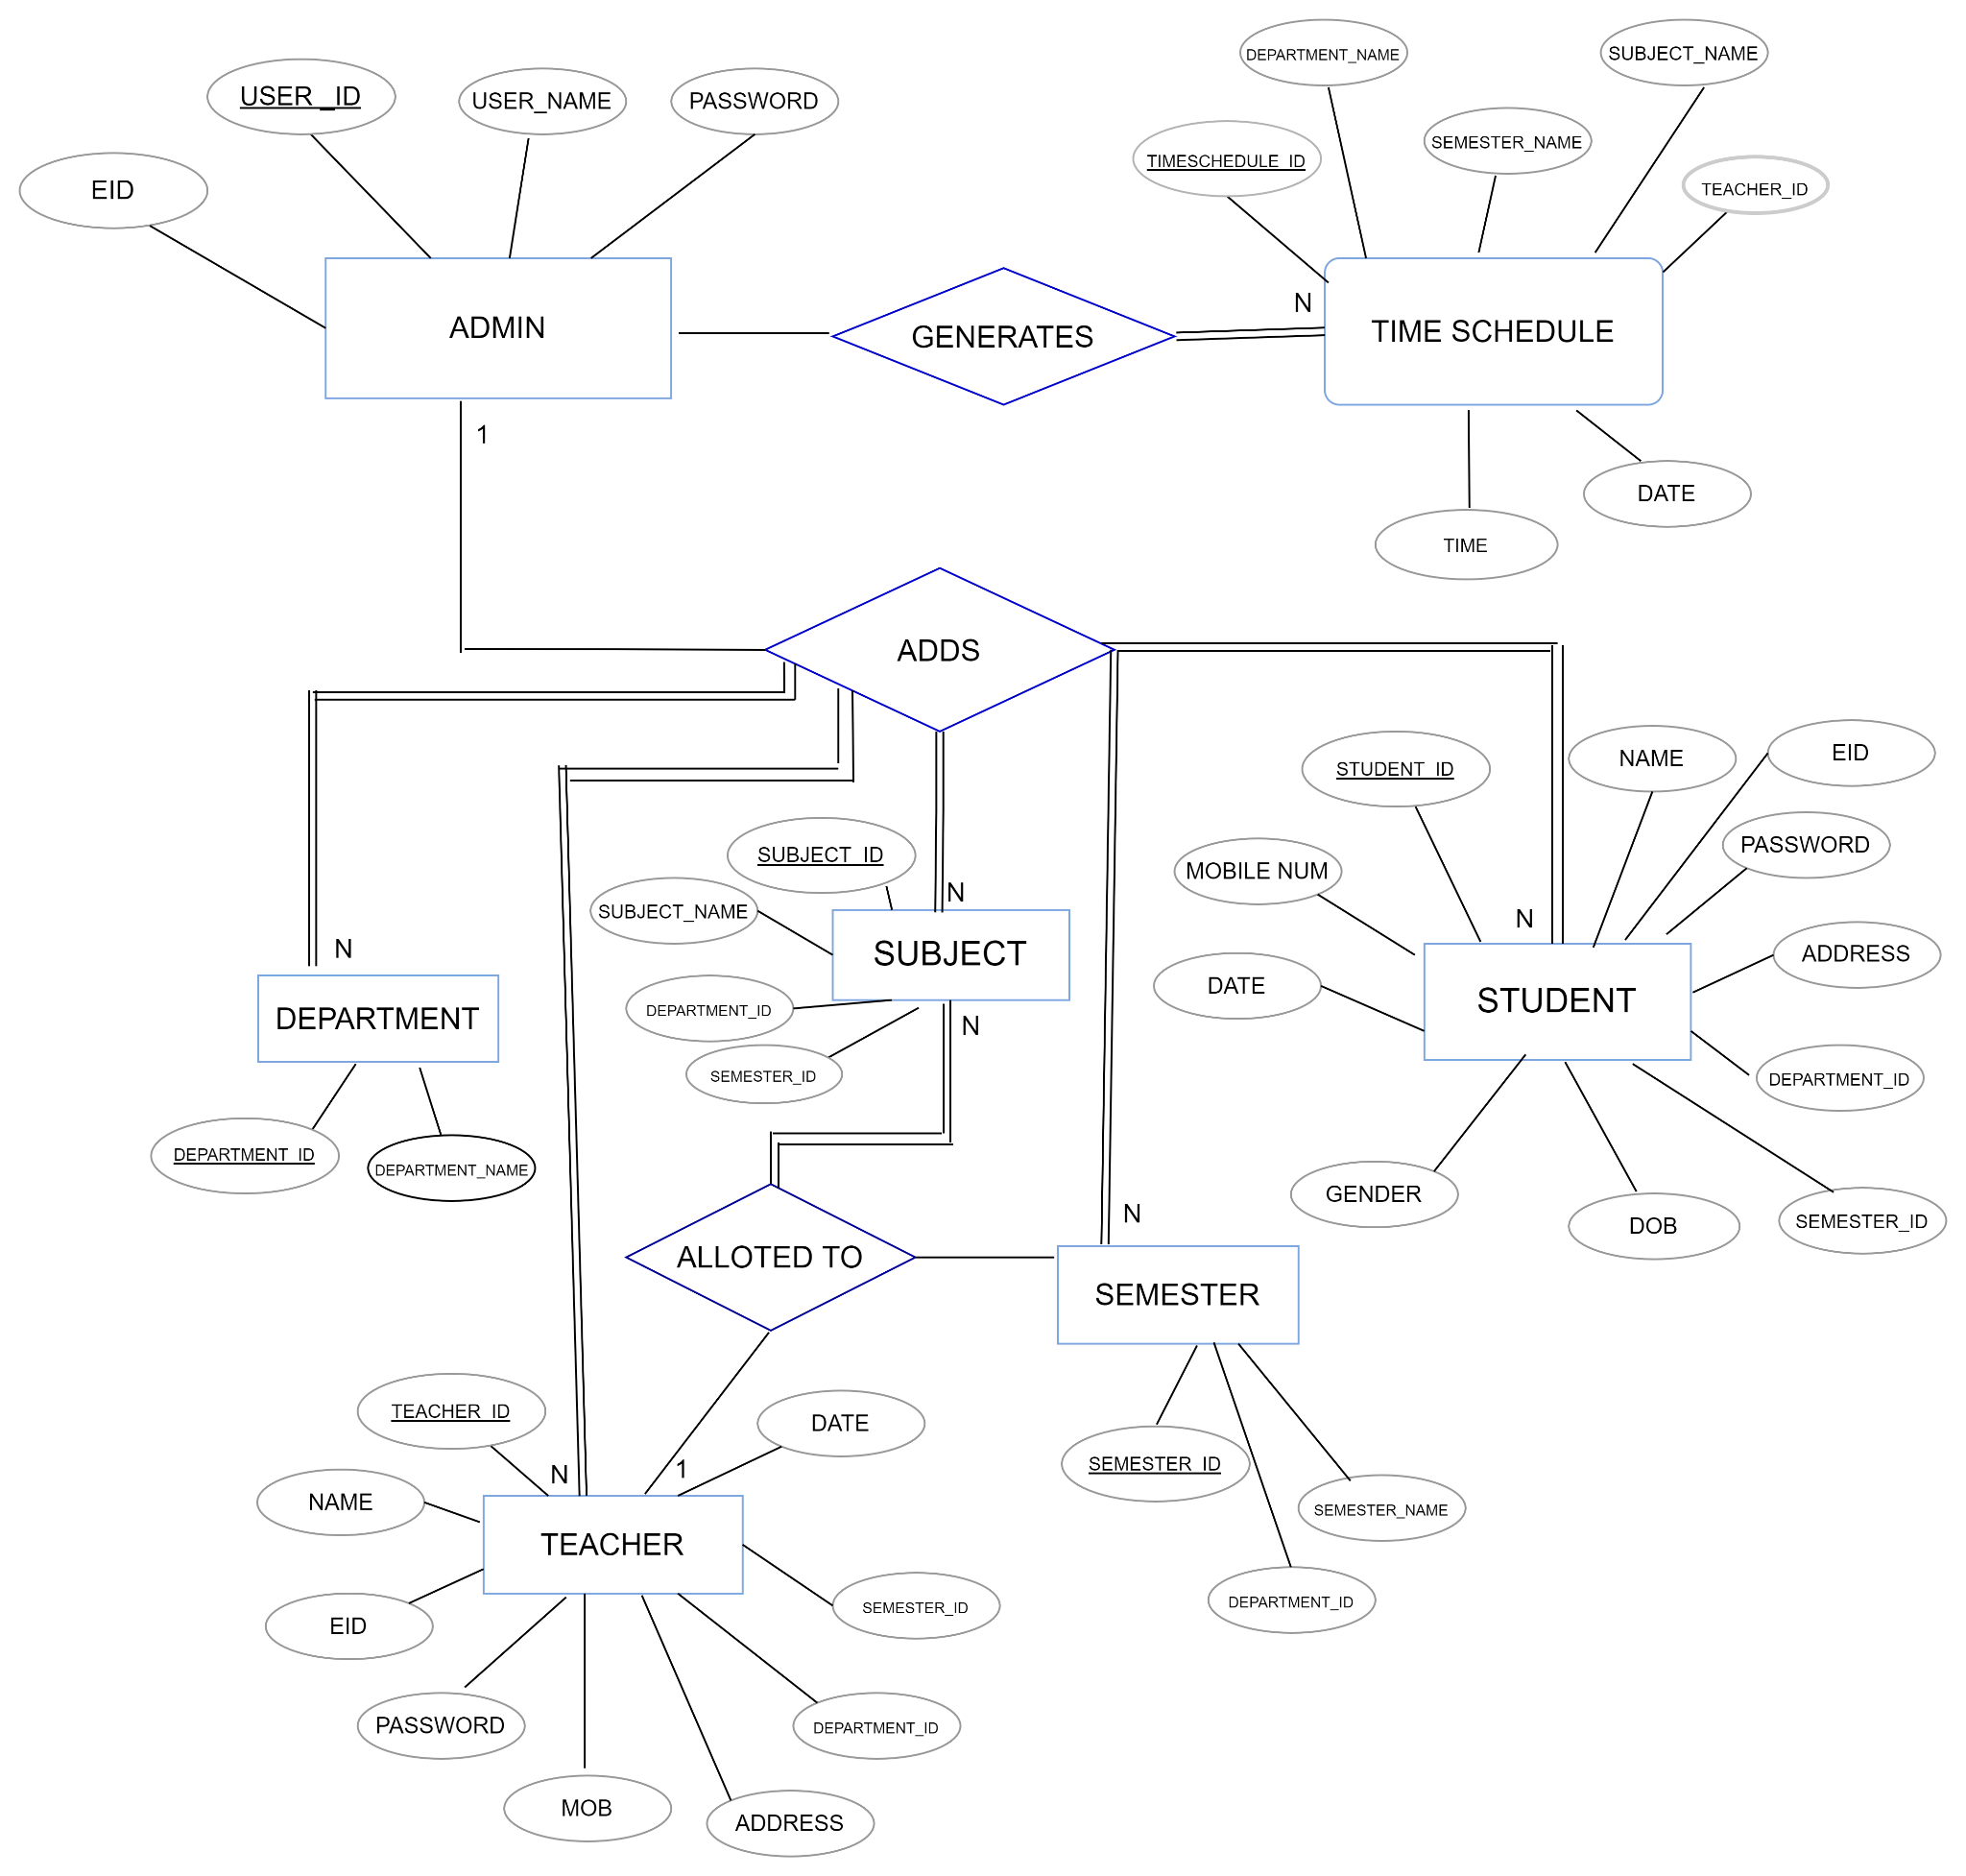 DEPARTMENT_NAME
SUBJECT_NAME
USER _ID
USER_NAME
PASSWORD
SEMESTER_NAME
TIMESCHEDULE_ID
EID
TEACHER_ID
N
ADMIN
GENERATES
TIME SCHEDULE
1
DATE
TIME
ADDS
STUDENT_ID
NAME
EID
SUBJECT_ID
PASSWORD
MOBILE NUM
SUBJECT_NAME
N
N
N
SUBJECT
ADDRESS
DATE
STUDENT
DEPARTMENT
DEPARTMENT_ID
N
SEMESTER_ID
DEPARTMENT_ID
DEPARTMENT_ID
DEPARTMENT_NAME
GENDER
DOB
SEMESTER_ID
N
ALLOTED TO
SEMESTER
TEACHER_ID
DATE
N
1
SEMESTER_ID
NAME
SEMESTER_NAME
TEACHER
EID
SEMESTER_ID
DEPARTMENT_ID
PASSWORD
DEPARTMENT_ID
MOB
ADDRESS